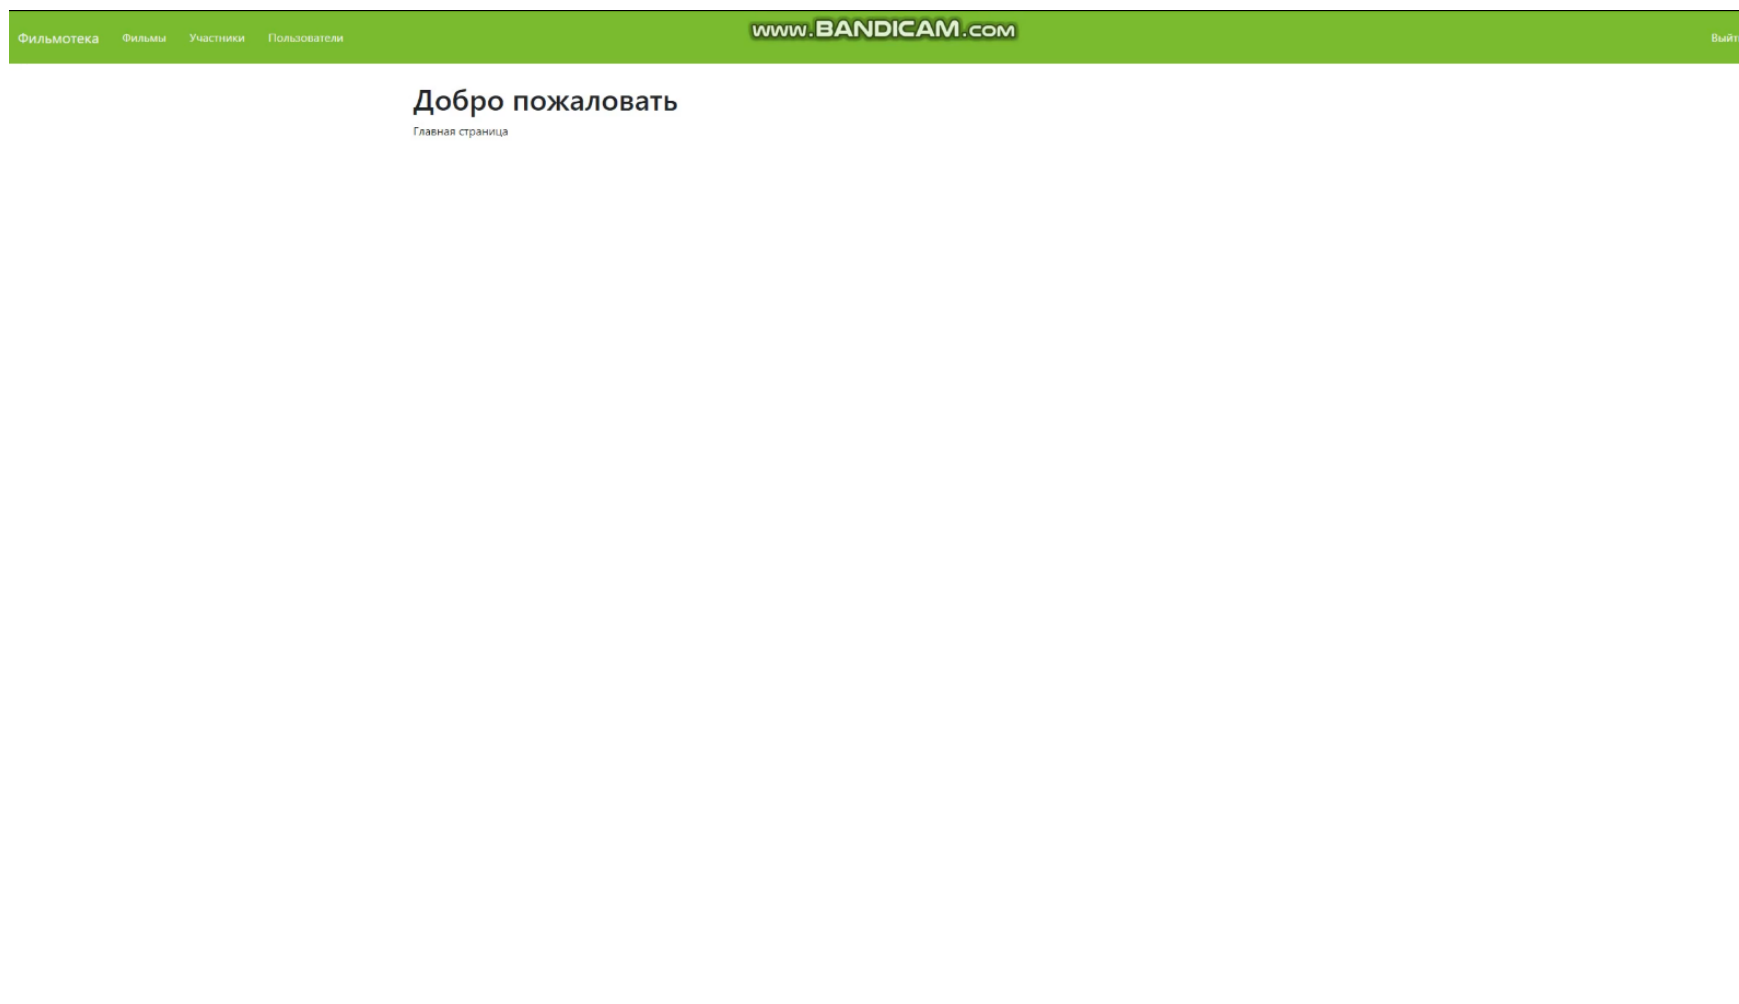 Фильмотека Фильмы Участники Пользователи www.BANDICAM.com
Добро пожаловать
Главная страница